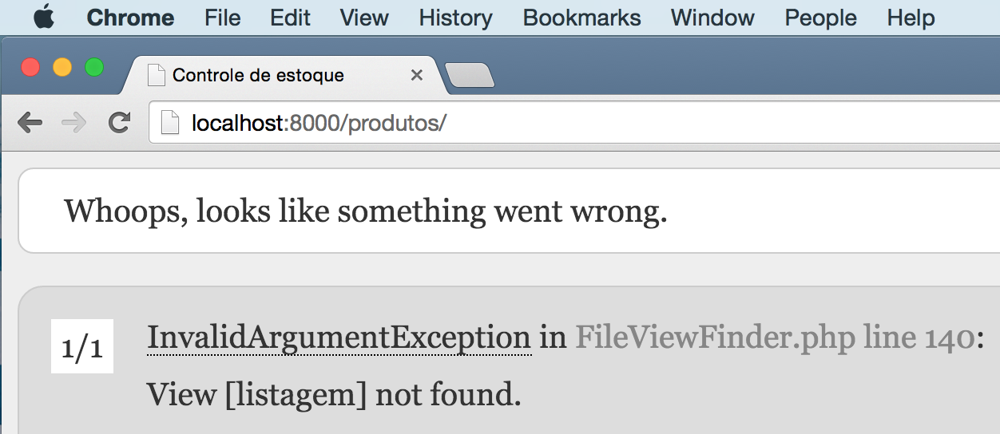 Chrome File Edit View History Bookmarks Window People Help
Controle de estoque
localhost:8000/produtos/
Whoops, looks like something went wrong.
1/1 InvalidArgumentException in FileViewFinder.php line 140:
View [listagem] not found.